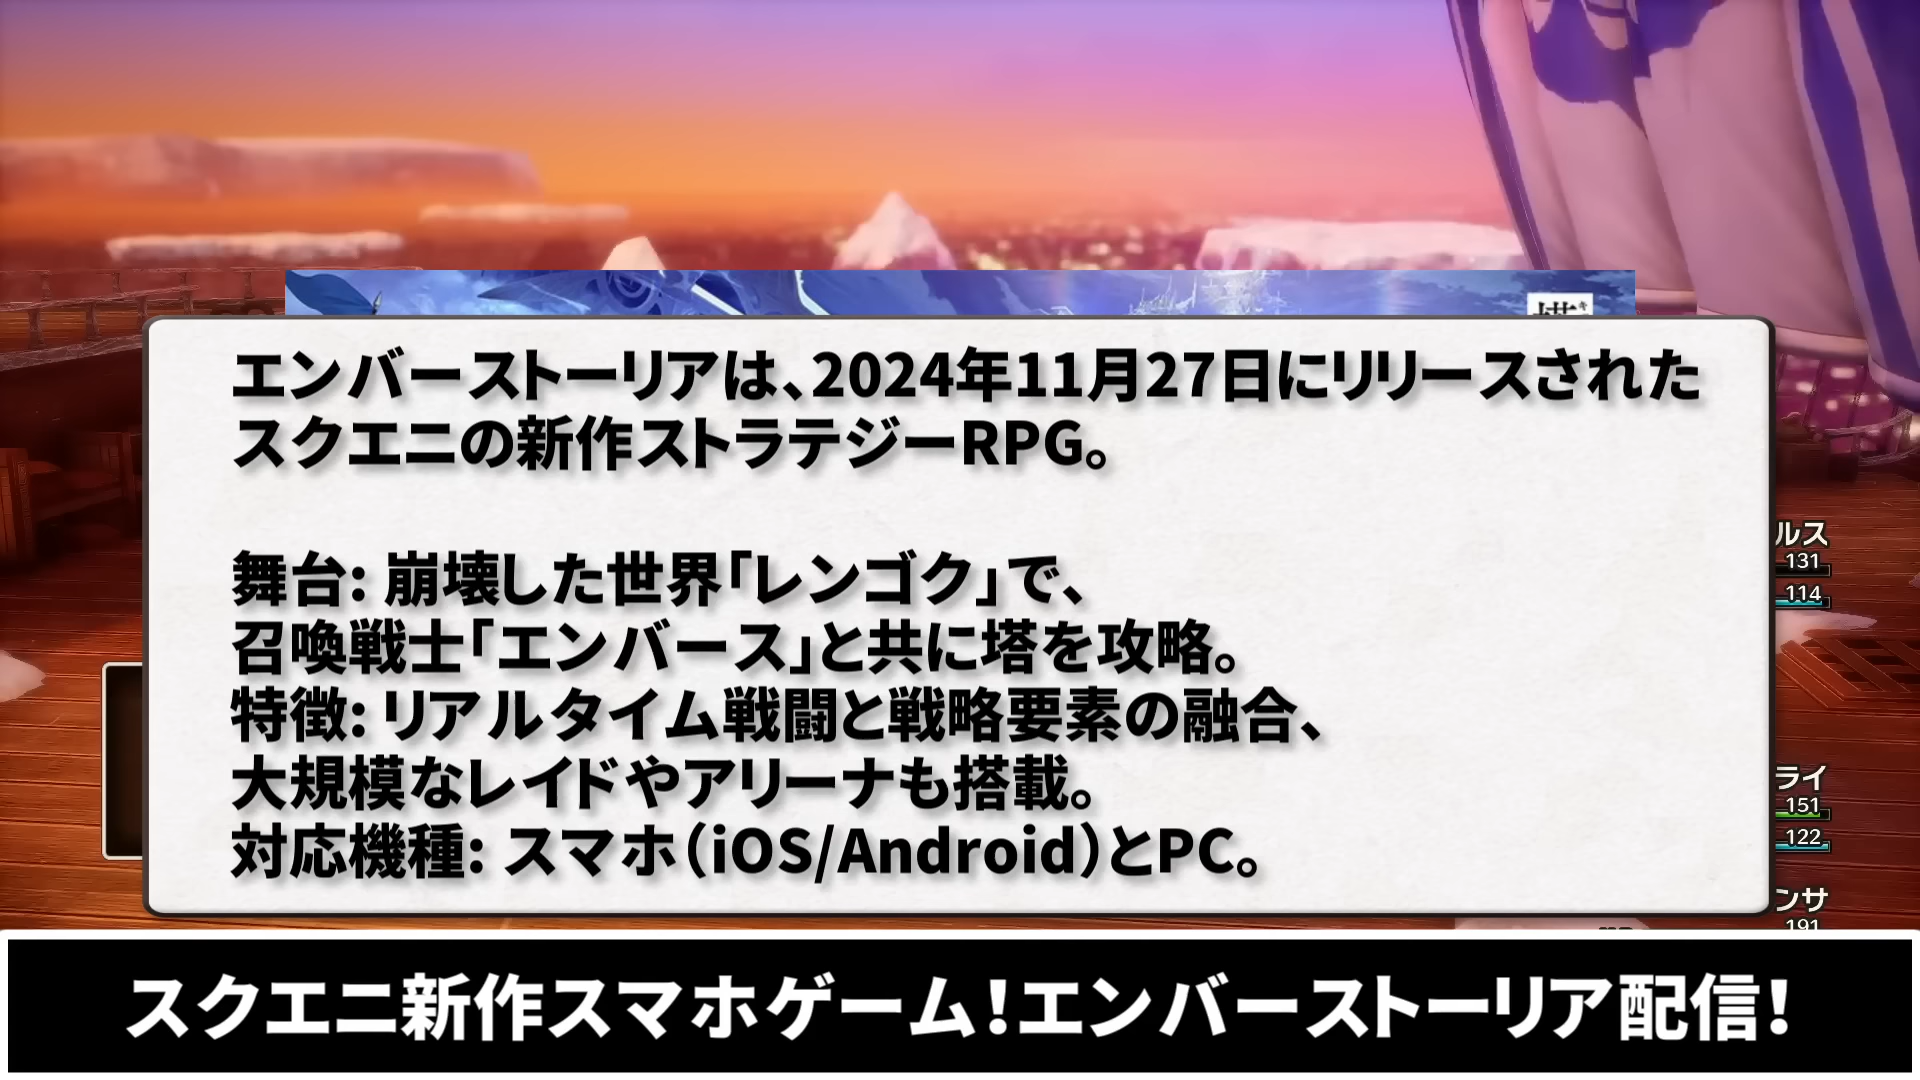 エンバーストーリアは、2024年11月27日にリリースされた
スクエニの新作ストラテジーRPG。
舞台: 崩壊した世界「レンゴク」で、
召喚戦士「エンバース」と共に塔を攻略。
特徴: リアルタイム戦闘と戦略要素の融合、
大規模なレイドやアリーナも搭載。
対応機種: スマホ（iOS/Android）とPC。
ルス
131
114
ライ
151
122
ンサ
191
スクエニ新作スマホゲーム！エンバーストーリア配信！